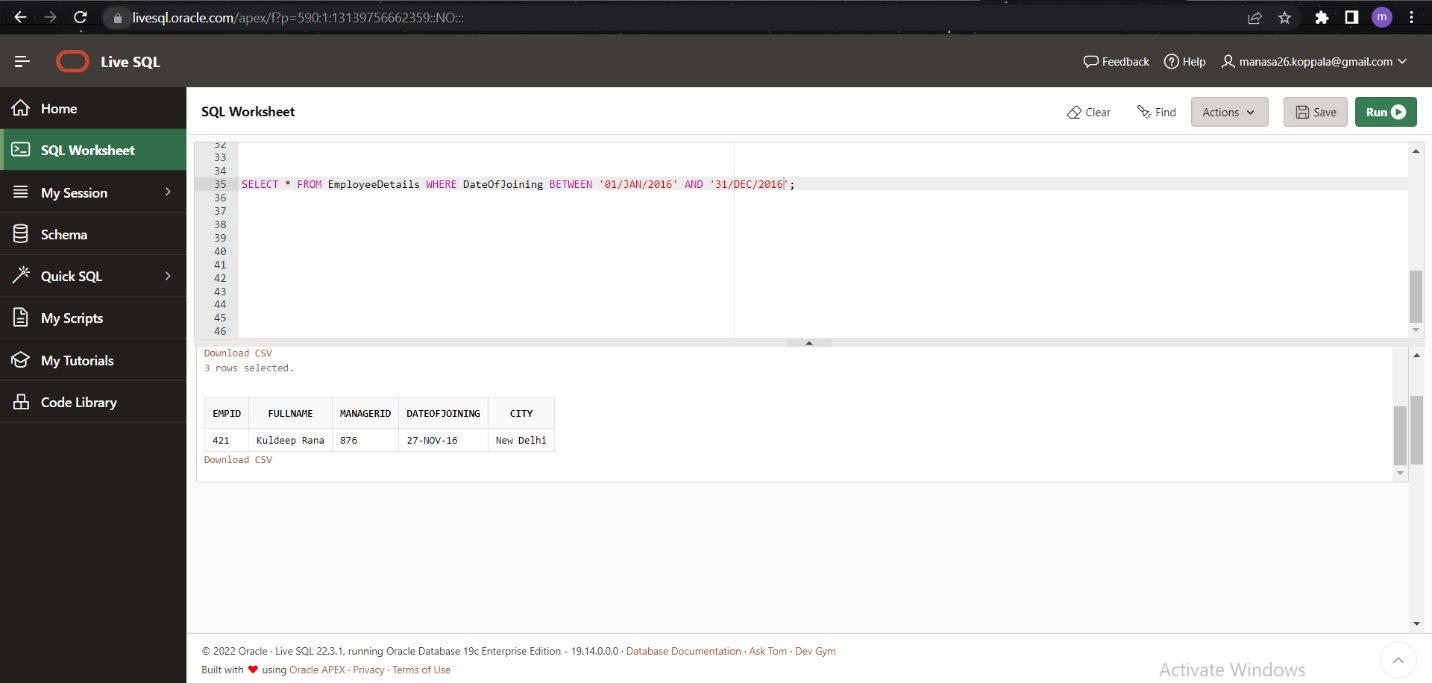 livesql.oracle.com/apex/f?p=590:1:13139756662359::NO:::
m
Live SQL
Feedback
Help
manasa26.koppala@gmail.com
Home
SQL Worksheet
My Session
Schema
Quick SQL
My Scripts
My Tutorials
Code Library
SQL Worksheet
Clear
Find
Actions
Save
Run
32
33
34
35 SELECT * FROM EmployeeDetails WHERE DateOfJoining BETWEEN '01/JAN/2016' AND '31/DEC/2016';
36
37
38
39
40
41
42
43
44
45
46
Download CSV
3 rows selected.
EMPID FULLNAME MANAGERID DATEOFJOINING CITY
421 Kuldeep Rana 876 27-NOV-16 New Delhi
Download CSV
© 2022 Oracle · Live SQL 22.3.1, running Oracle Database 19c Enterprise Edition - 19.14.0.0.0 · Database Documentation · Ask Tom · Dev Gym
Built with ❤ using Oracle APEX · Privacy · Terms of Use
Activate Windows